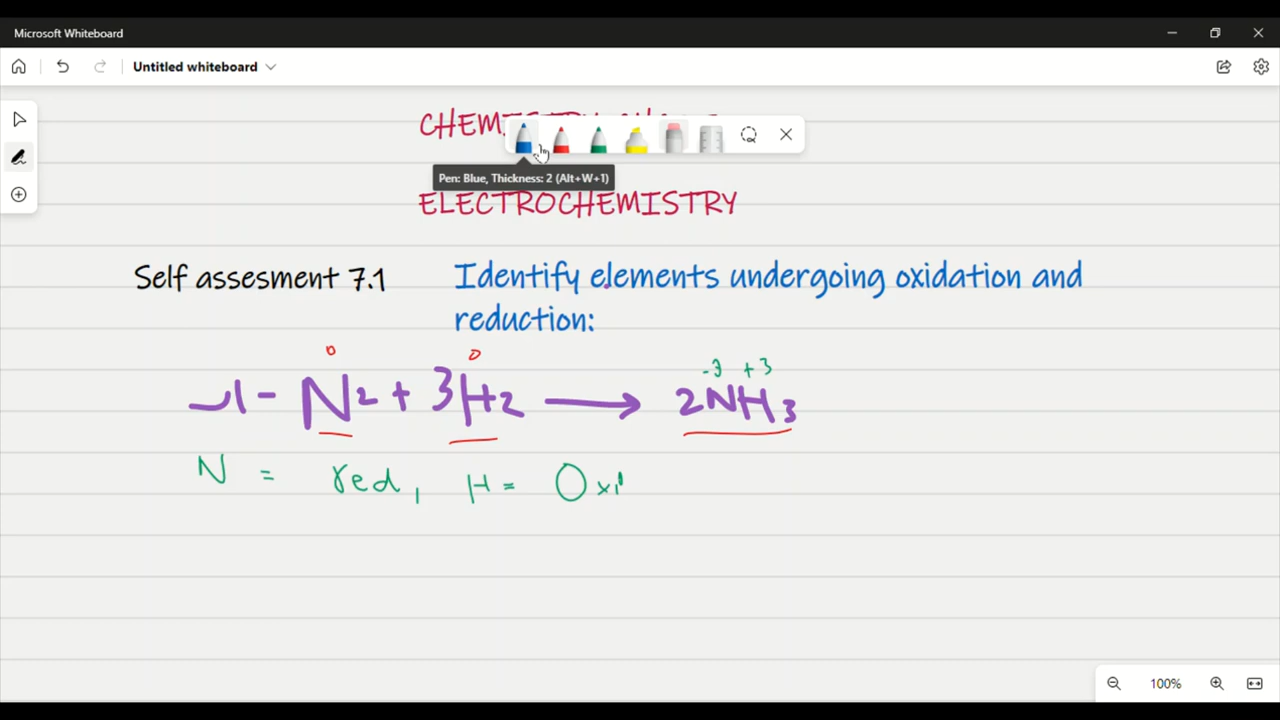 Microsoft Whiteboard
Untitled whiteboard
Pen: Blue, Thickness: 2 (Alt+W+1)
ELECTROCHEMISTRY
Self assesment 7.1
Identify elements undergoing oxidation and
reduction:
0 0 -3 +3
1- N2 + 3H2 → 2NH3
N = red, H = Oxi
100%